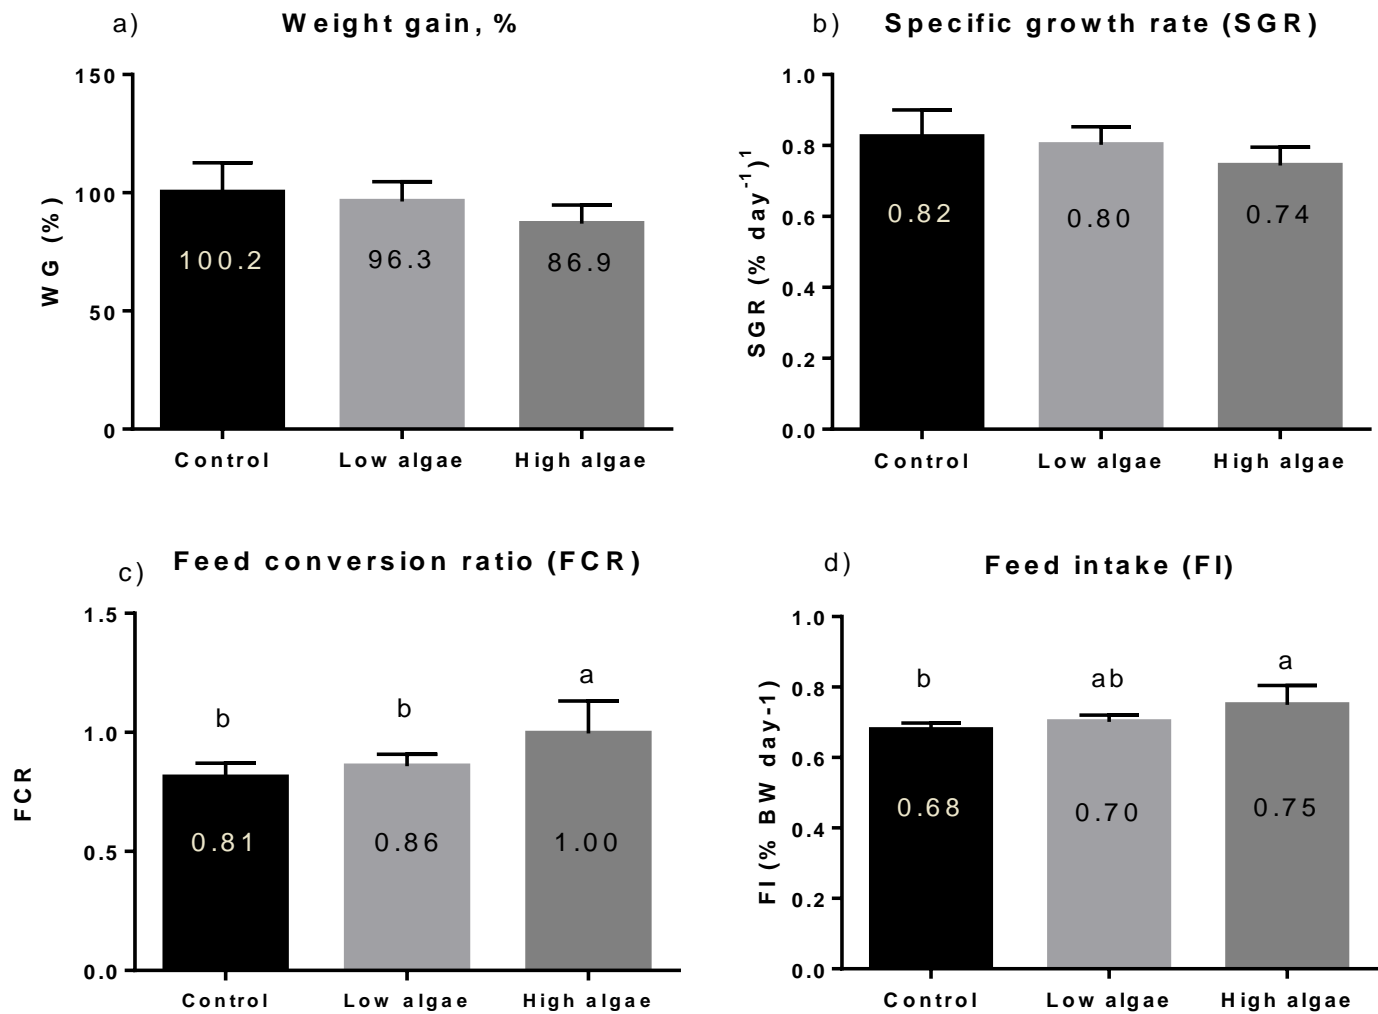 a) Weight gain, %
150
100
50
0
WG (%)
100.2
96.3
86.9
Control Low algae High algae
b) Specific growth rate (SGR)
1.0
0.8
0.6
0.4
0.2
0.0
SGR (% day-1)1
0.82
0.80
0.74
Control Low algae High algae
c) Feed conversion ratio (FCR)
1.5
1.0
0.5
0.0
FCR
b
b
a
0.81
0.86
1.00
Control Low algae High algae
d) Feed intake (FI)
1.0
0.8
0.6
0.4
0.2
0.0
FI (% BW day-1)
b
ab
a
0.68
0.70
0.75
Control Low algae High algae